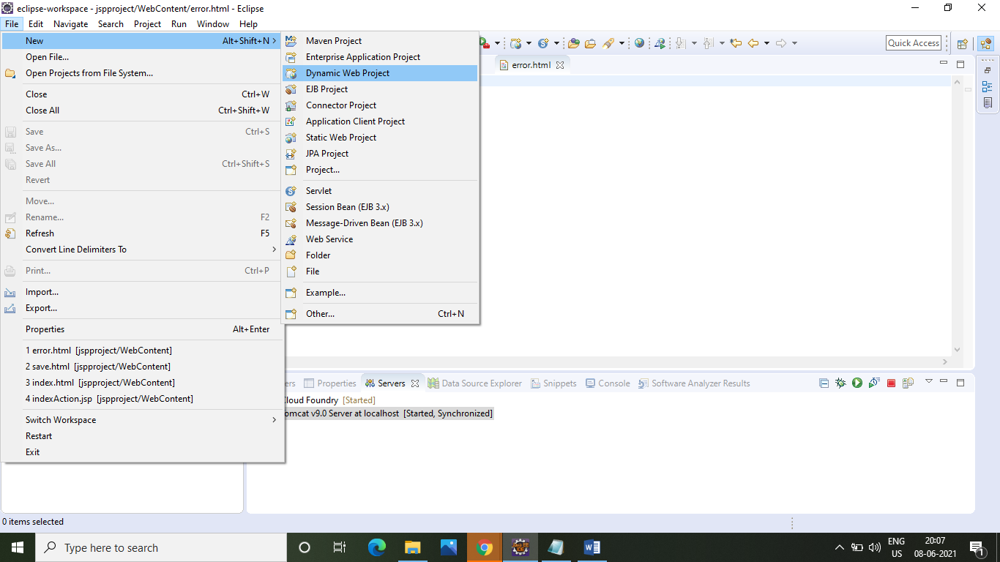 eclipse-workspace - jspproject/WebContent/error.html - Eclipse
File Edit Navigate Search Project Run Window Help
New Alt+Shift+N
Open File...
Open Projects from File System...
Close Ctrl+W
Close All Ctrl+Shift+W
Save Ctrl+S
Save As...
Save All Ctrl+Shift+S
Revert
Move...
Rename... F2
Refresh F5
Convert Line Delimiters To
Print... Ctrl+P
Import...
Export...
Properties Alt+Enter
1 error.html [jspproject/WebContent]
2 save.html [jspproject/WebContent]
3 index.html [jspproject/WebContent]
4 indexAction.jsp [jspproject/WebContent]
Switch Workspace
Restart
Exit
Maven Project
Enterprise Application Project
Dynamic Web Project
EJB Project
Connector Project
Application Client Project
Static Web Project
JPA Project
Project...
Servlet
Session Bean (EJB 3.x)
Message-Driven Bean (EJB 3.x)
Web Service
Folder
File
Example...
Other... Ctrl+N
Quick Access
error.html
ers Properties Servers Data Source Explorer Snippets Console Software Analyzer Results
Cloud Foundry [Started]
omcat v9.0 Server at localhost [Started, Synchronized]
0 items selected
Type here to search
ENG
US
20:07
08-06-2021
1